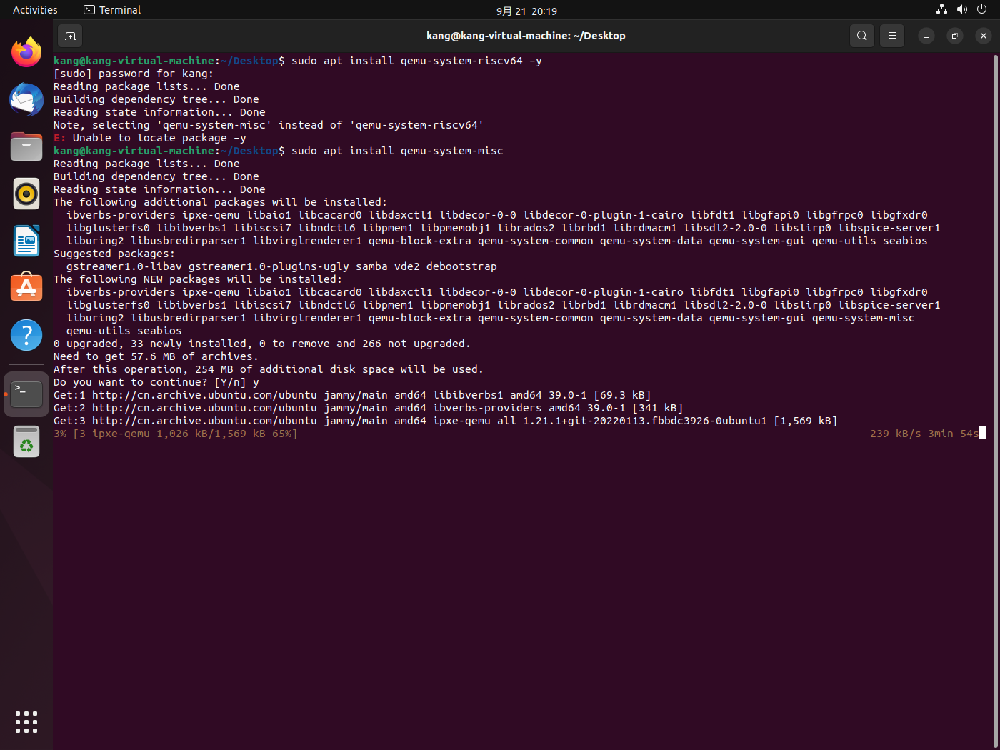 Activities
Terminal
9月 21 20:19
kang@kang-virtual-machine: ~/Desktop
kang@kang-virtual-machine:~/Desktop$ sudo apt install qemu-system-riscv64 –y
[sudo] password for kang:
Reading package lists... Done
Building dependency tree... Done
Reading state information... Done
Note, selecting 'qemu-system-misc' instead of 'qemu-system-riscv64'
E: Unable to locate package –y
kang@kang-virtual-machine:~/Desktop$ sudo apt install qemu-system-misc
Reading package lists... Done
Building dependency tree... Done
Reading state information... Done
The following additional packages will be installed:
ibverbs-providers ipxe-qemu libaio1 libcacard0 libdaxctl1 libdecor-0-0 libdecor-0-plugin-1-cairo libfdt1 libgfapi0 libgfrpc0 libgfxdr0
libglusterfs0 libibverbs1 libiscsi7 libndctl6 libpmem1 libpmemobj1 librados2 librbd1 librdmacm1 libsdl2-2.0-0 libslirp0 libspice-server1
liburing2 libusbredirparser1 libvirglrenderer1 qemu-block-extra qemu-system-common qemu-system-data qemu-system-gui qemu-utils seabios
Suggested packages:
gstreamer1.0-libav gstreamer1.0-plugins-ugly samba vde2 debootstrap
The following NEW packages will be installed:
ibverbs-providers ipxe-qemu libaio1 libcacard0 libdaxctl1 libdecor-0-0 libdecor-0-plugin-1-cairo libfdt1 libgfapi0 libgfrpc0 libgfxdr0
libglusterfs0 libibverbs1 libiscsi7 libndctl6 libpmem1 libpmemobj1 librados2 librbd1 librdmacm1 libsdl2-2.0-0 libslirp0 libspice-server1
liburing2 libusbredirparser1 libvirglrenderer1 qemu-block-extra qemu-system-common qemu-system-data qemu-system-gui qemu-system-misc
qemu-utils seabios
0 upgraded, 33 newly installed, 0 to remove and 266 not upgraded.
Need to get 57.6 MB of archives.
After this operation, 254 MB of additional disk space will be used.
Do you want to continue? [Y/n] y
Get:1 http://cn.archive.ubuntu.com/ubuntu jammy/main amd64 libibverbs1 amd64 39.0-1 [69.3 kB]
Get:2 http://cn.archive.ubuntu.com/ubuntu jammy/main amd64 ibverbs-providers amd64 39.0-1 [341 kB]
Get:3 http://cn.archive.ubuntu.com/ubuntu jammy/main amd64 ipxe-qemu all 1.21.1+git-20220113.fbbdc3926-0ubuntu1 [1,569 kB]
3% [3 ipxe-qemu 1,026 kB/1,569 kB 65%] 239 kB/s 3min 54s